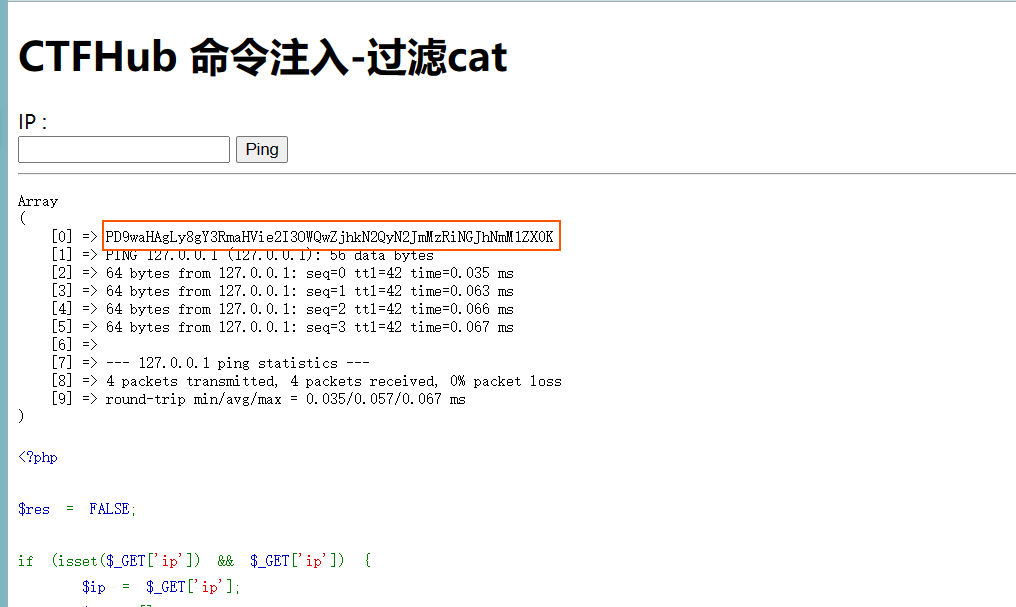 CTFHub 命令注入-过滤cat
IP :
Ping
Array
(
[0] => PD9waHAgLy8gY3RmaHVie2I3OWQwZjhkN2QyN2JmMzRiNGJhNmM1ZX0K
[1] => PING 127.0.0.1 (127.0.0.1): 56 data bytes
[2] => 64 bytes from 127.0.0.1: seq=0 ttl=42 time=0.035 ms
[3] => 64 bytes from 127.0.0.1: seq=1 ttl=42 time=0.063 ms
[4] => 64 bytes from 127.0.0.1: seq=2 ttl=42 time=0.066 ms
[5] => 64 bytes from 127.0.0.1: seq=3 ttl=42 time=0.067 ms
[6] =>
[7] => --- 127.0.0.1 ping statistics ---
[8] => 4 packets transmitted, 4 packets received, 0% packet loss
[9] => round-trip min/avg/max = 0.035/0.057/0.067 ms
)
<?php
$res = FALSE;
if (isset($_GET['ip']) && $_GET['ip']) {
$ip = $_GET['ip'];